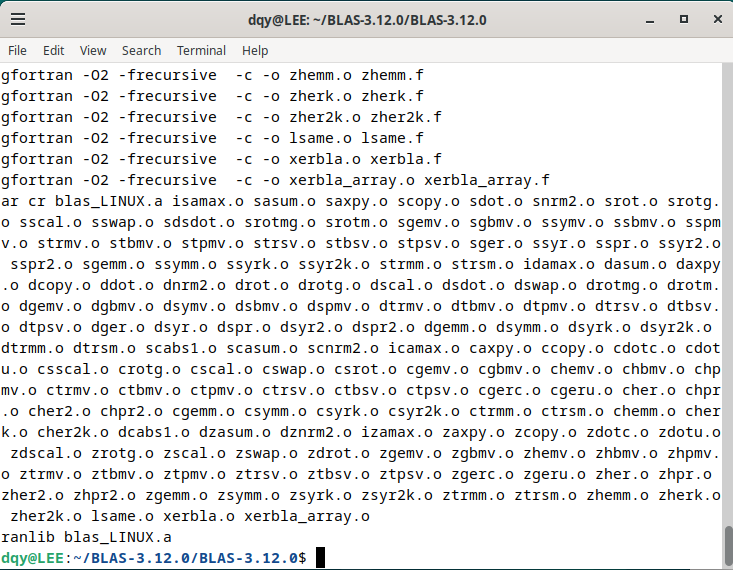 dqy@LEE: ~/BLAS-3.12.0/BLAS-3.12.0
File Edit View Search Terminal Help
gfortran -O2 -frecursive  -c -o zhemm.o zhemm.f
gfortran -O2 -frecursive  -c -o zherk.o zherk.f
gfortran -O2 -frecursive  -c -o zher2k.o zher2k.f
gfortran -O2 -frecursive  -c -o lsame.o lsame.f
gfortran -O2 -frecursive  -c -o xerbla.o xerbla.f
gfortran -O2 -frecursive  -c -o xerbla_array.o xerbla_array.f
ar cr blas_LINUX.a isamax.o sasum.o saxpy.o scopy.o sdot.o snrm2.o srot.o srotg.
o sscal.o sswap.o sdsdot.o srotmg.o srotm.o sgemv.o sgbmv.o ssymv.o ssbmv.o sspm
v.o strmv.o stbmv.o stpmv.o strsv.o stbsv.o stpsv.o sger.o ssyr.o sspr.o ssyr2.o
 sspr2.o sgemm.o ssymm.o ssyrk.o ssyr2k.o strmm.o strsm.o idamax.o dasum.o daxpy
.o dcopy.o ddot.o dnrm2.o drot.o drotg.o dscal.o dsdot.o dswap.o drotmg.o drotm.
o dgemv.o dgbmv.o dsymv.o dsbmv.o dspmv.o dtrmv.o dtbmv.o dtpmv.o dtrsv.o dtbsv.
o dtpsv.o dger.o dsyr.o dspr.o dsyr2.o dspr2.o dgemm.o dsymm.o dsyrk.o dsyr2k.o
dtrmm.o dtrsm.o scabs1.o scasum.o scnrm2.o icamax.o caxpy.o ccopy.o cdotc.o cdot
u.o csscal.o crotg.o cscal.o cswap.o csrot.o cgemv.o cgbmv.o chemv.o chbmv.o chp
mv.o ctrmv.o ctbmv.o ctpmv.o ctrsv.o ctbsv.o ctpsv.o cgerc.o cgeru.o cher.o chpr
.o cher2.o chpr2.o cgemm.o csymm.o csyrk.o csyr2k.o ctrmm.o ctrsm.o chemm.o cher
k.o cher2k.o dcabs1.o dzasum.o dznrm2.o izamax.o zaxpy.o zcopy.o zdotc.o zdotu.o
 zdscal.o zrotg.o zscal.o zswap.o zdrot.o zgemv.o zgbmv.o zhemv.o zhbmv.o zhpmv.
o ztrmv.o ztbmv.o ztpmv.o ztrsv.o ztbsv.o ztpsv.o zgerc.o zgeru.o zher.o zhpr.o
zher2.o zhpr2.o zgemm.o zsymm.o zsyrk.o zsyr2k.o ztrmm.o ztrsm.o zhemm.o zherk.o
 zher2k.o lsame.o xerbla.o xerbla_array.o
ranlib blas_LINUX.a
dqy@LEE:~/BLAS-3.12.0/BLAS-3.12.0$